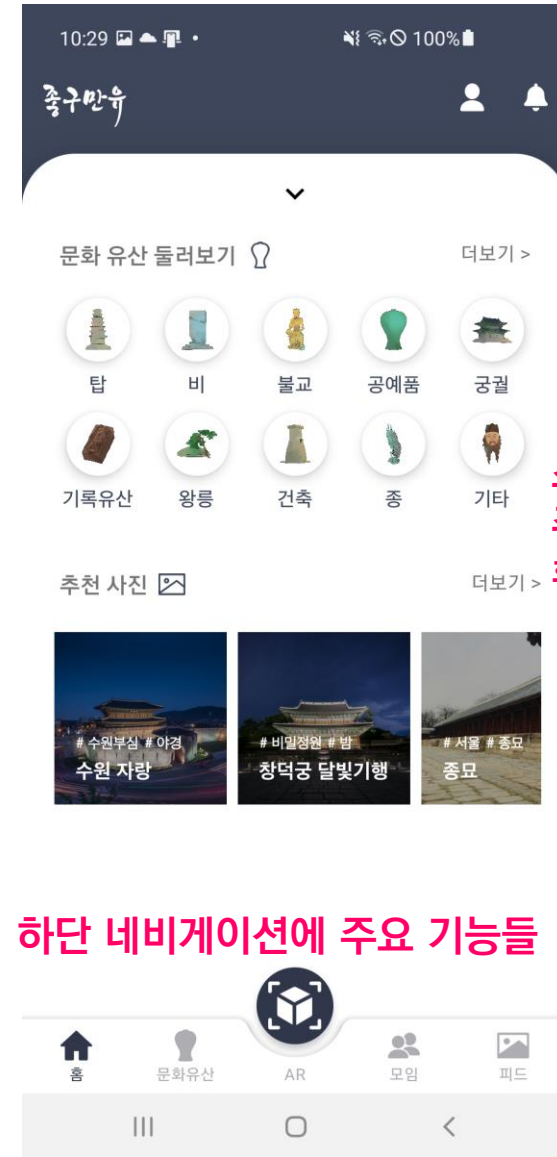 10:29
100%
좋구만유
문화 유산 둘러보기
더보기 >
탑
비
불교
공예품
궁궐
기록유산
왕릉
건축
종
기타
추천 사진
더보기 >
# 수원부심 # 야경
수원 자랑
# 비밀정원 # 밤
창덕궁 달빛기행
# 서울 # 종묘
종묘
하단 네비게이션에 주요 기능들
홈
문화유산
AR
모임
피드